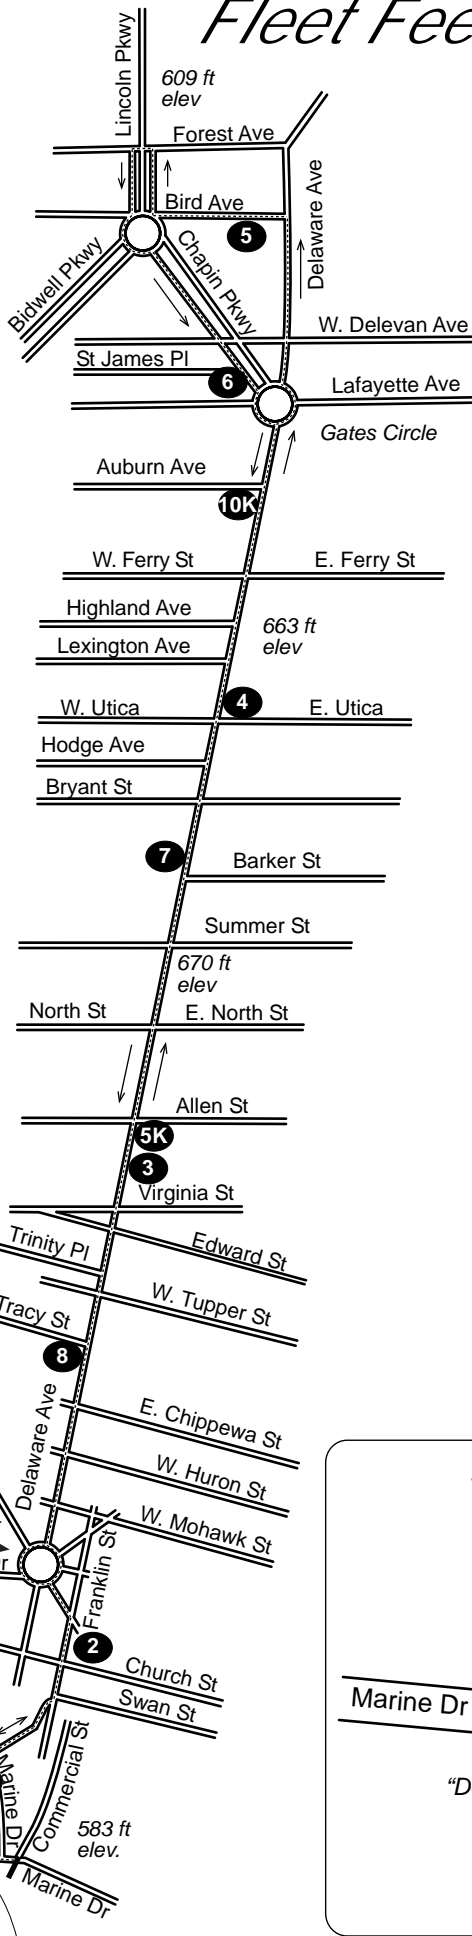 Fleet Fee
Lincoln Pkwy
609 ft
elev
Forest Ave
Delaware Ave
Bird Ave
5
Bidwell Pkwy
Chapin Pkwy
W. Delevan Ave
St James Pl
6
Lafayette Ave
Gates Circle
Auburn Ave
10K
W. Ferry St
E. Ferry St
Highland Ave
663 ft
elev
Lexington Ave
4
W. Utica
E. Utica
Hodge Ave
Bryant St
7
Barker St
Summer St
670 ft
elev
North St
E. North St
Allen St
5K
3
Virginia St
Trinity Pl
Edward St
W. Tupper St
Tracy St
8
Delaware Ave
E. Chippewa St
W. Huron St
W. Mohawk St
r
Franklin St
2
Church St
Swan St
Marine Dr
Marine Dr
Commercial St
"D
583 ft
elev.
Marine Dr